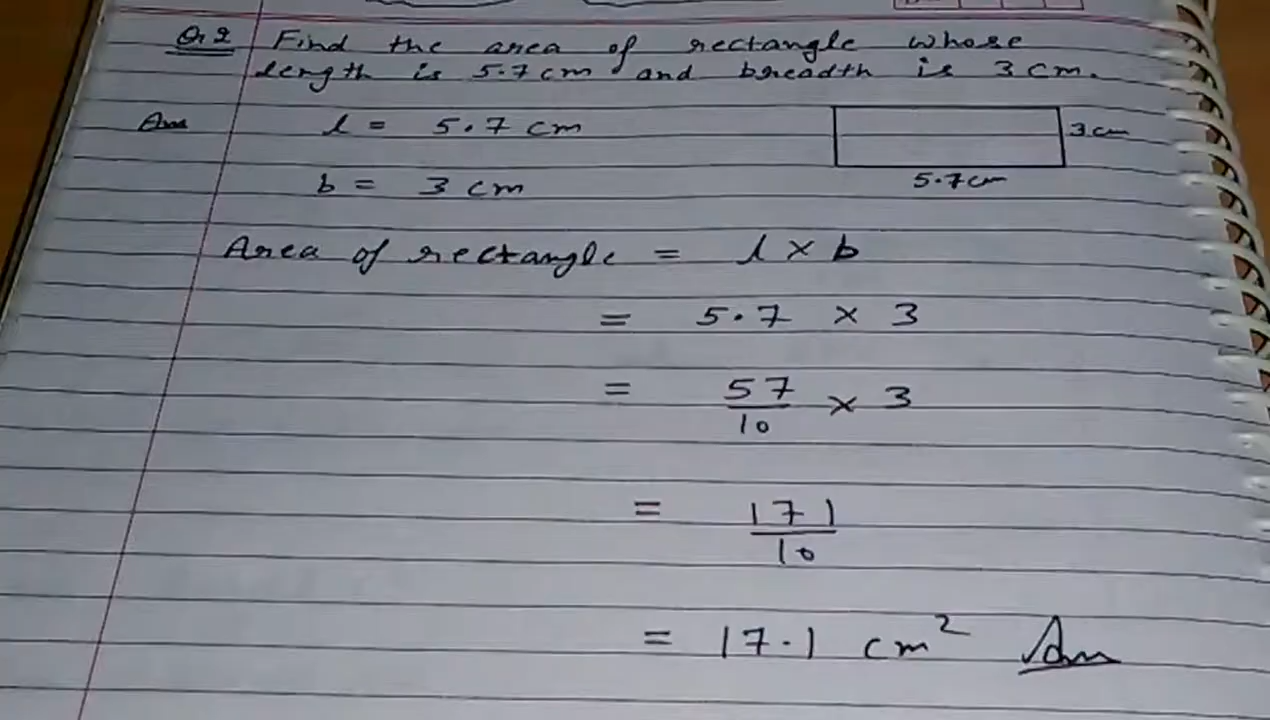 Q.2 Find the area of rectangle whose
length is 5.7 cm and breadth is 3 cm.
Ans l = 5.7 cm
3 cm
b = 3 cm
5.7 cm
Area of rectangle = l × b
= 5.7 × 3
= 57/10 × 3
= 171/10
= 17.1 cm² Ans